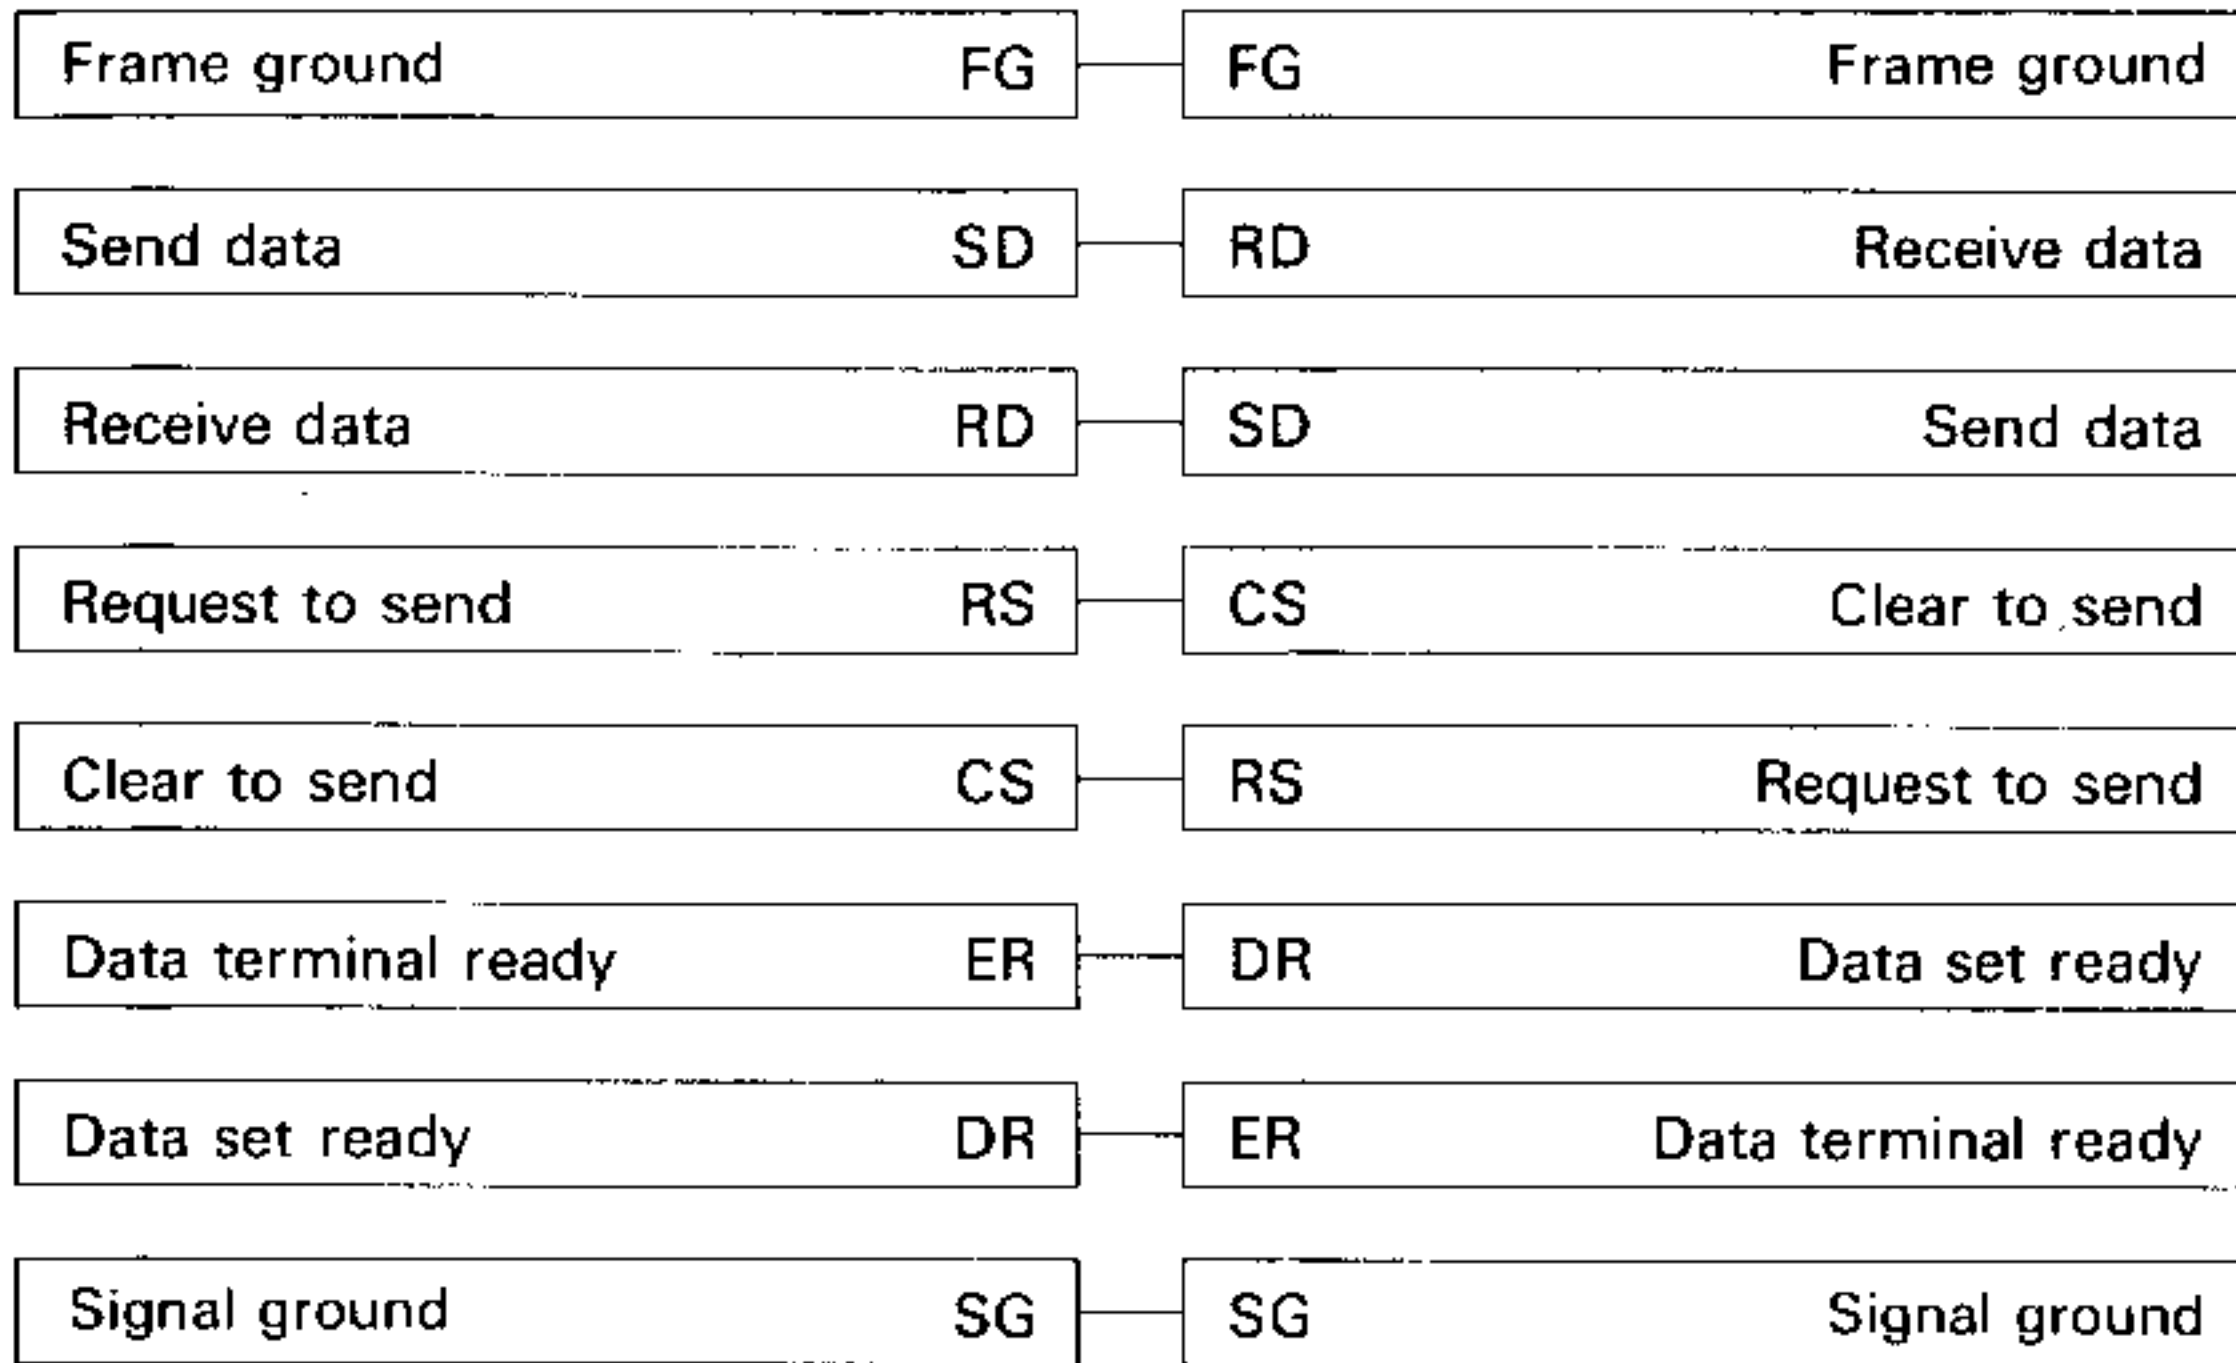 Frame ground FG FG Frame ground
Send data SD RD Receive data
Receive data RD SD Send data
Request to send RS CS Clear to send
Clear to send CS RS Request to send
Data terminal ready ER DR Data set ready
Data set ready DR ER Data terminal ready
Signal ground SG SG Signal ground